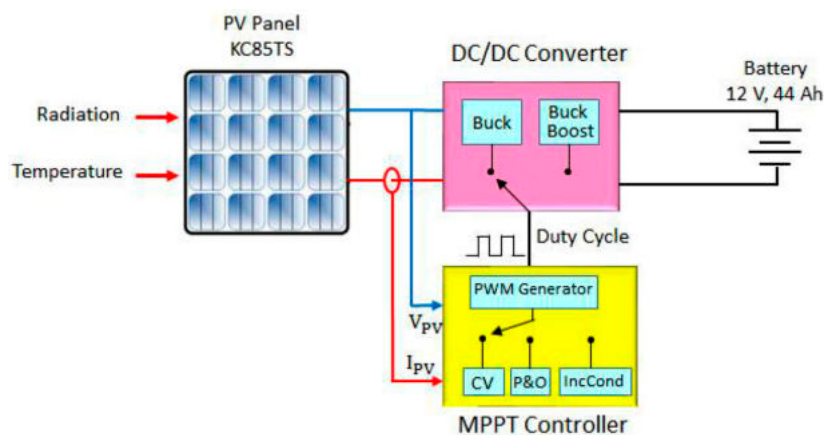 PV Panel
KC85TS
DC/DC Converter
Battery
12 V, 44 Ah
Radiation
Temperature
Buck
Buck
Boost
Duty Cycle
PWM Generator
VPV
IPV
CV
P&O
IncCond
MPPT Controller